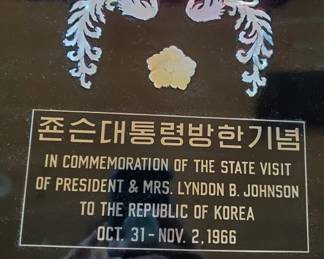 죤슨대통령방한기념
IN COMMEMORATION OF THE STATE VISIT
OF PRESIDENT & MRS. LYNDON B. JOHNSON
TO THE REPUBLIC OF KOREA
OCT. 31 - NOV. 2, 1966